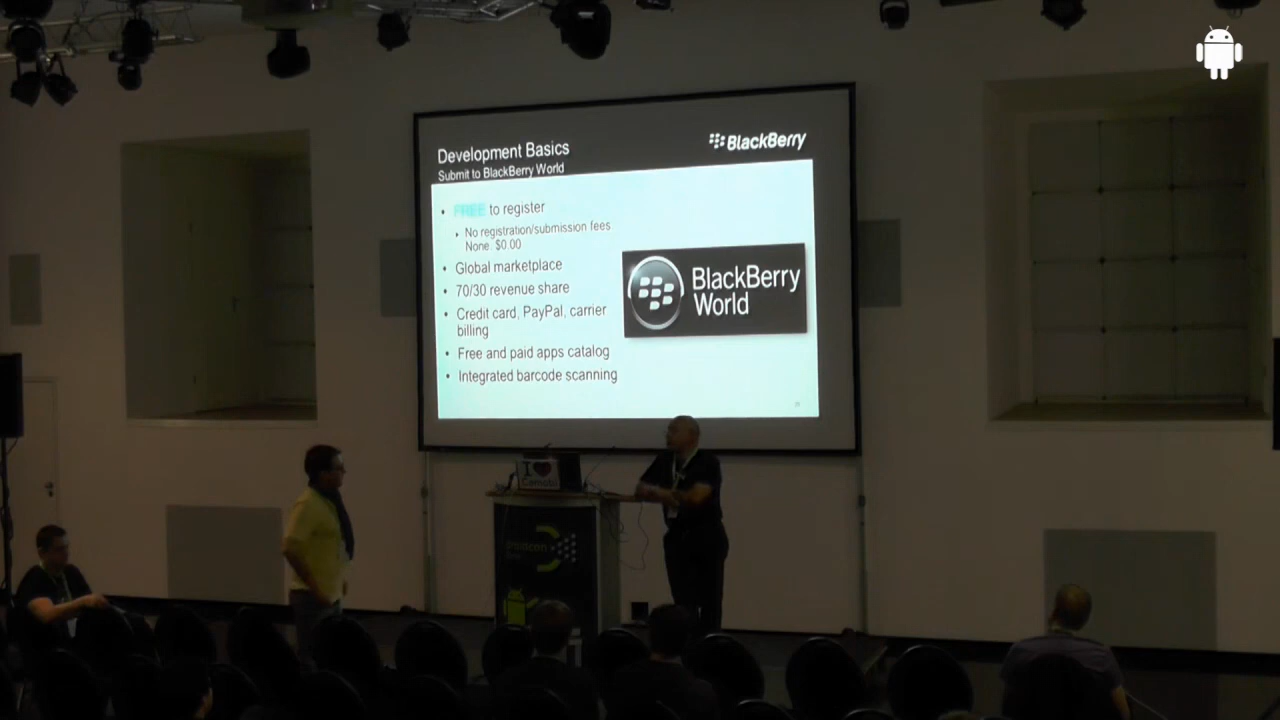 Development Basics
Submit to BlackBerry World
BlackBerry
• FREE to register
• No registration/submission fees
None. $0.00
• Global marketplace
• 70/30 revenue share
• Credit card, PayPal, carrier
billing
• Free and paid apps catalog
• Integrated barcode scanning
BlackBerry
World
I
droidcon